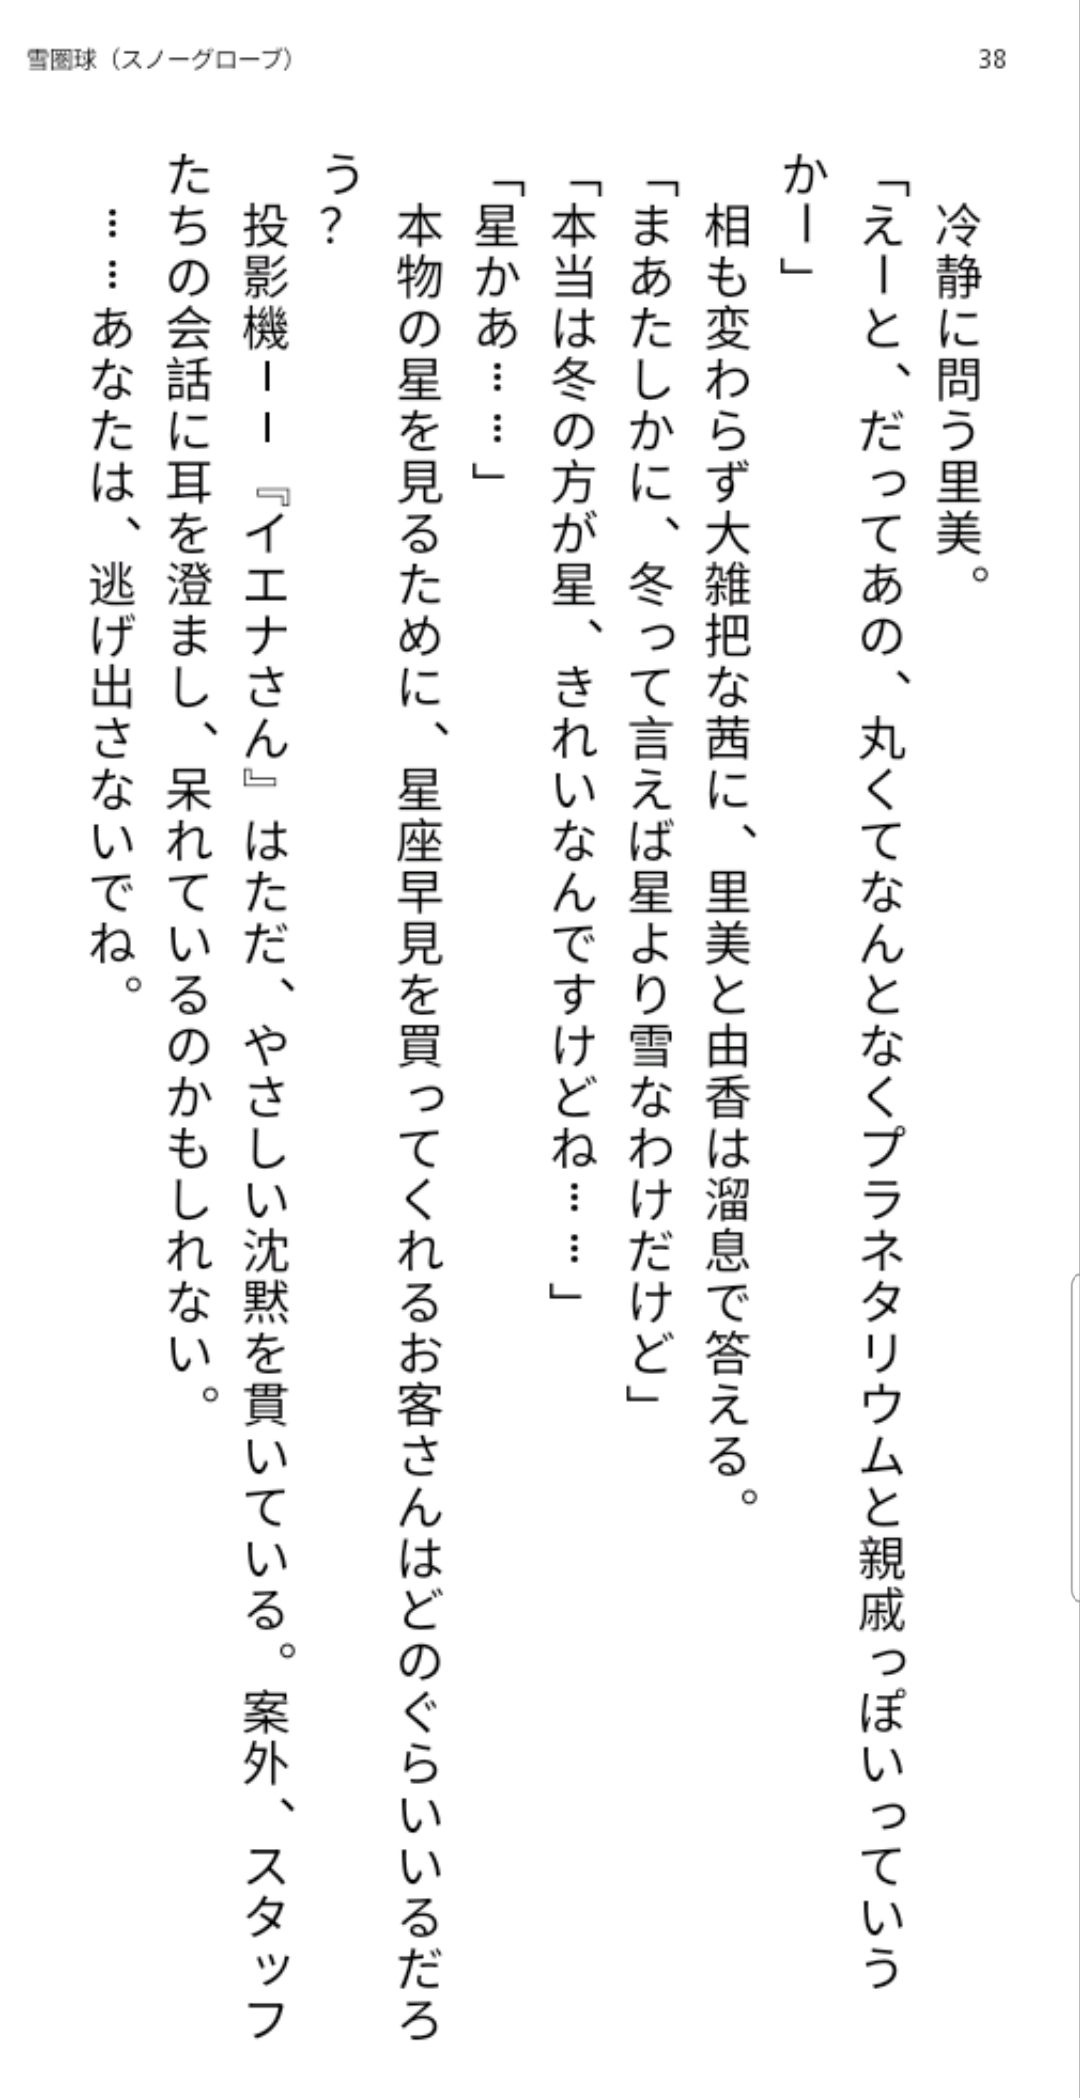 雪圏球（スノーグローブ）
38
冷静に問う里美。
「えーと、だってあの、丸くてなんとなくプラネタリウムと親戚っぽいっていう
かー」
相も変わらず大雑把な茜に、里美と由香は溜息で答える。
「まあたしかに、冬って言えば星より雪なわけだけど」
「本当は冬の方が星、きれいなんですけどね……」
「星かあ……」
本物の星を見るために、星座早見を買ってくれるお客さんはどのぐらいいるだろ
う？
投影機ーー『イエナさん』はただ、やさしい沈黙を貫いている。案外、スタッフ
たちの会話に耳を澄まし、呆れているのかもしれない。
……あなたは、逃げ出さないでね。